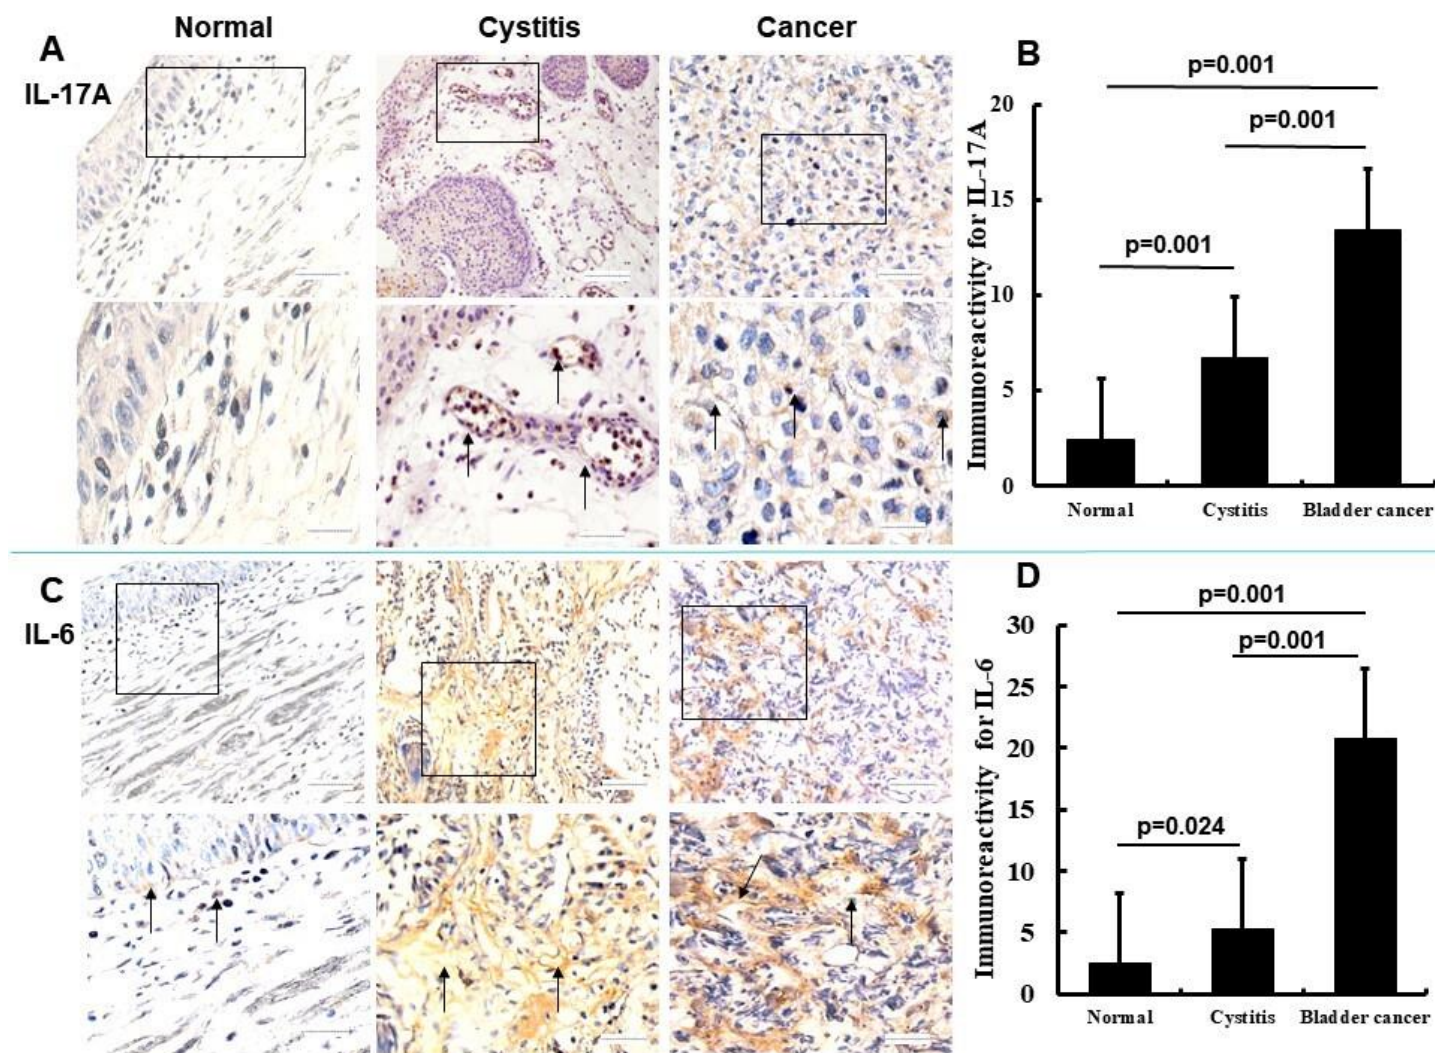 Normal Cystitis Cancer
A
IL-17A
B
p=0.001
p=0.001
p=0.001
Immunoreactivity for IL-17A
20
15
10
5
0
Normal Cystitis Bladder cancer
C
IL-6
D
p=0.001
p=0.001
p=0.024
Immunoreactivity for IL-6
30
25
20
15
10
5
0
Normal Cystitis Bladder cancer